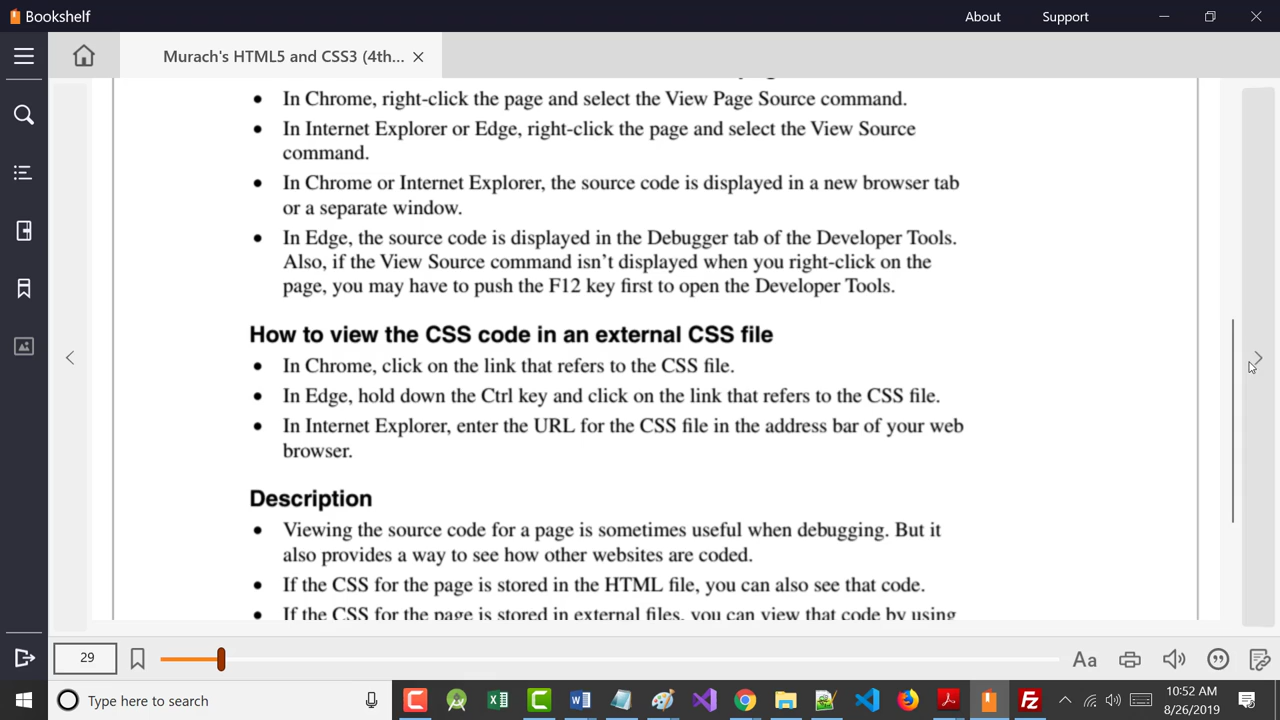 Bookshelf
About
Support
Murach's HTML5 and CSS3 (4th...
• In Chrome, right-click the page and select the View Page Source command.
• In Internet Explorer or Edge, right-click the page and select the View Source
command.
• In Chrome or Internet Explorer, the source code is displayed in a new browser tab
or a separate window.
• In Edge, the source code is displayed in the Debugger tab of the Developer Tools.
Also, if the View Source command isn't displayed when you right-click on the
page, you may have to push the F12 key first to open the Developer Tools.
How to view the CSS code in an external CSS file
• In Chrome, click on the link that refers to the CSS file.
• In Edge, hold down the Ctrl key and click on the link that refers to the CSS file.
• In Internet Explorer, enter the URL for the CSS file in the address bar of your web
browser.
Description
• Viewing the source code for a page is sometimes useful when debugging. But it
also provides a way to see how other websites are coded.
• If the CSS for the page is stored in the HTML file, you can also see that code.
• If the CSS for the page is stored in external files, you can view that code by using
29
Aa
Type here to search
10:52 AM
8/26/2019